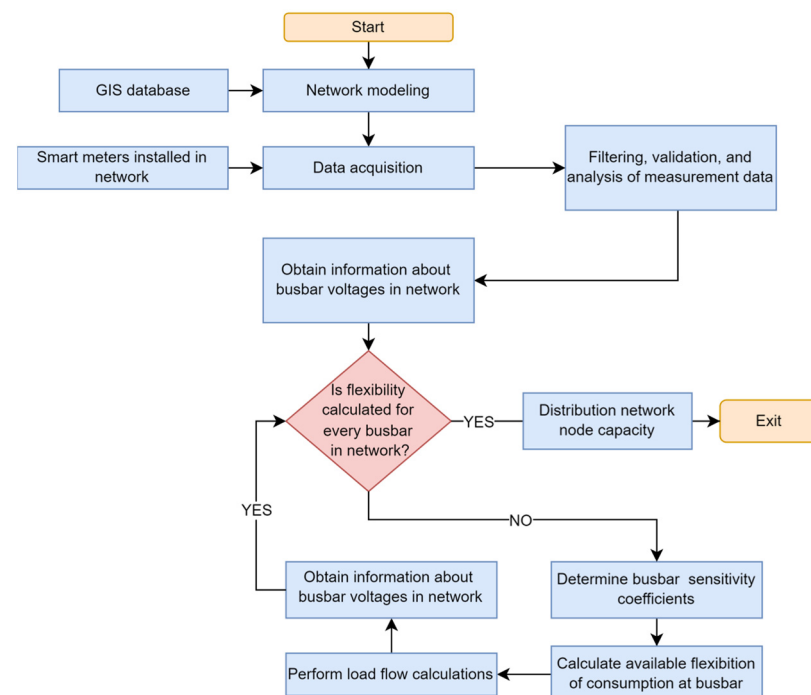 Start
GIS database
Network modeling
Smart meters installed in
network
Data acquisition
Filtering, validation, and
analysis of measurement data
Obtain information about
busbar voltages in network
Is flexibility
calculated for
every busbar
in network?
YES
Distribution network
node capacity
Exit
YES
NO
Obtain information about
busbar voltages in network
Determine busbar sensitivity
coefficients
Perform load flow calculations
Calculate available flexibition
of consumption at busbar